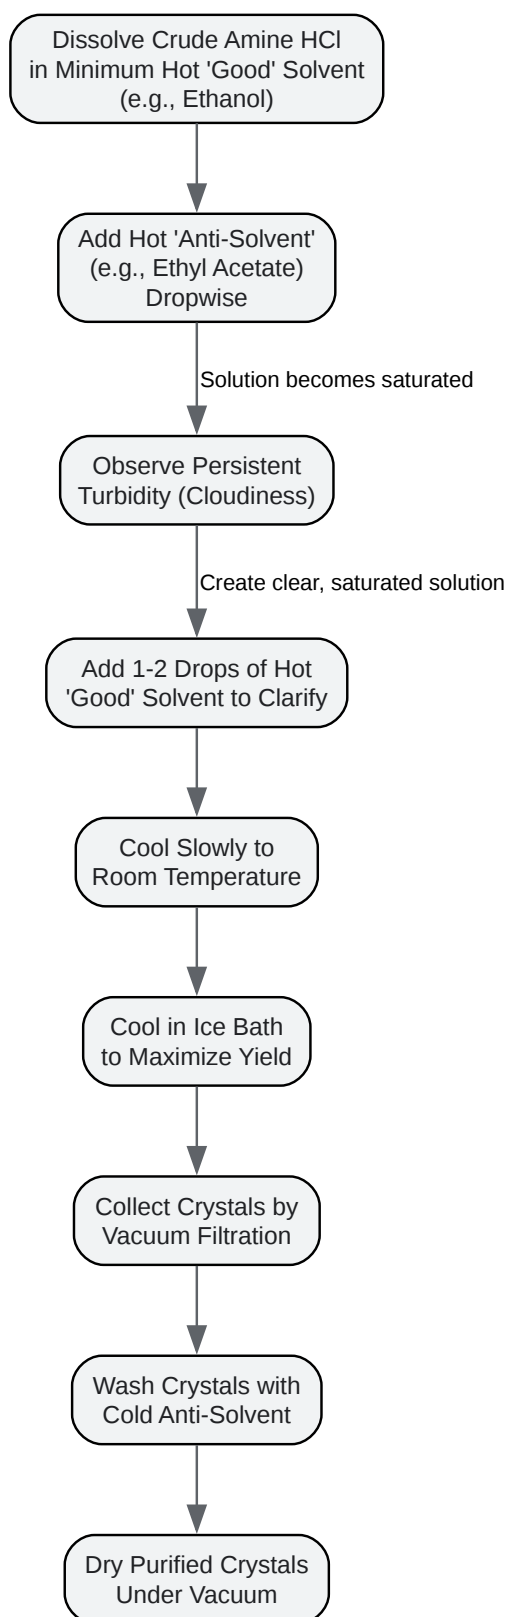 Dissolve Crude Amine HCl
in Minimum Hot 'Good' Solvent
(e.g., Ethanol)
Add Hot 'Anti-Solvent'
(e.g., Ethyl Acetate)
Dropwise
Solution becomes saturated
Observe Persistent
Turbidity (Cloudiness)
Create clear, saturated solution
Add 1-2 Drops of Hot
'Good' Solvent to Clarify
Cool Slowly to
Room Temperature
Cool in Ice Bath
to Maximize Yield
Collect Crystals by
Vacuum Filtration
Wash Crystals with
Cold Anti-Solvent
Dry Purified Crystals
Under Vacuum